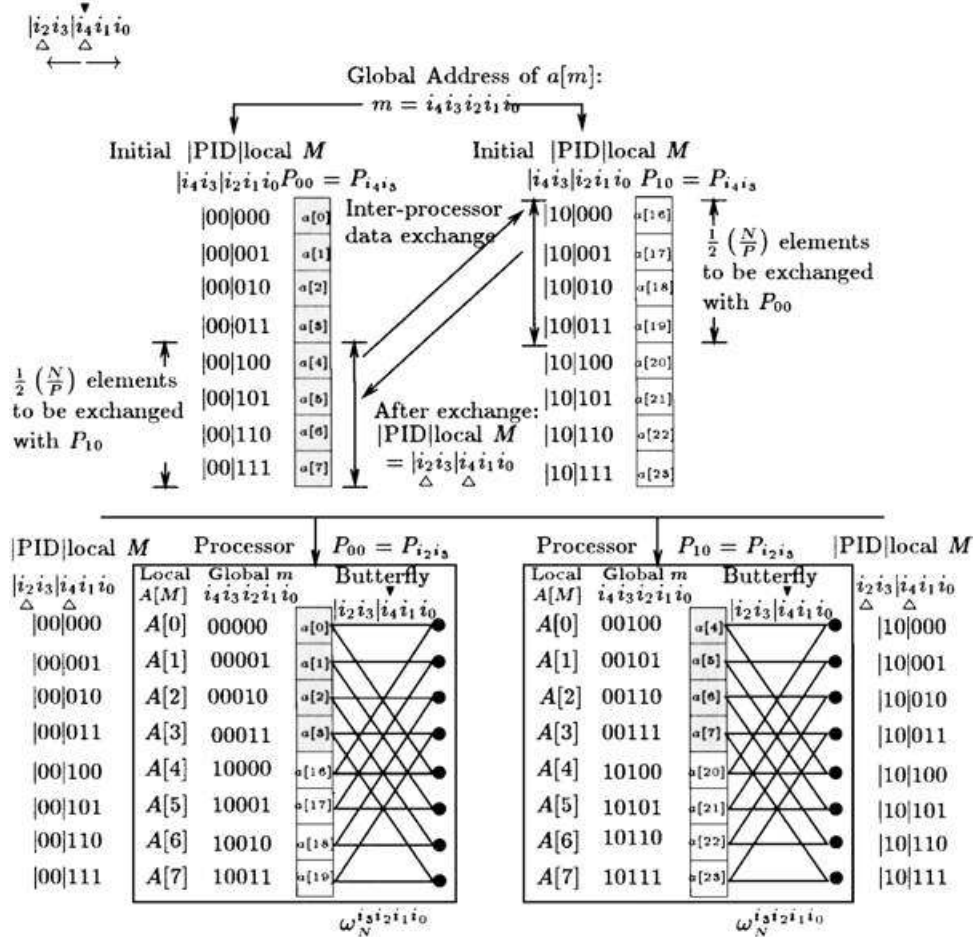 |i₂i₃|i₄i₁i₀
Global Address of a[m]:
m = i₄i₃i₂i₁i₀
Initial |PID|local M
|i₄i₃|i₂i₁i₀ P₀₀ = P_{i₄i₃}
|00|000 a[0]
|00|001 a[1]
|00|010 a[2]
|00|011 a[3]
|00|100 a[4]
|00|101 a[5]
|00|110 a[6]
|00|111 a[7]
½ (N/P) elements
to be exchanged
with P₁₀
Inter-processor
data exchange
After exchange:
|PID|local M
= |i₂i₃|i₄i₁i₀
Initial |PID|local M
|i₄i₃|i₂i₁i₀ P₁₀ = P_{i₄i₃}
|10|000 a[16]
|10|001 a[17]
|10|010 a[18]
|10|011 a[19]
|10|100 a[20]
|10|101 a[21]
|10|110 a[22]
|10|111 a[23]
½ (N/P) elements
to be exchanged
with P₀₀
|PID|local M
|i₂i₃|i₄i₁i₀
|00|000
|00|001
|00|010
|00|011
|00|100
|00|101
|00|110
|00|111
Processor P₀₀ = P_{i₂i₃}
Local Global m Butterfly
A[M] i₄i₃i₂i₁i₀ |i₂i₃|i₄i₁i₀
A[0] 00000 a[0]
A[1] 00001 a[1]
A[2] 00010 a[2]
A[3] 00011 a[3]
A[4] 10000 a[16]
A[5] 10001 a[17]
A[6] 10010 a[18]
A[7] 10011 a[19]
ω_N^{i₃i₂i₁i₀}
Processor P₁₀ = P_{i₂i₃}
Local Global m Butterfly
A[M] i₄i₃i₂i₁i₀ |i₂i₃|i₄i₁i₀
A[0] 00100 a[4]
A[1] 00101 a[5]
A[2] 00110 a[6]
A[3] 00111 a[7]
A[4] 10100 a[20]
A[5] 10101 a[21]
A[6] 10110 a[22]
A[7] 10111 a[23]
ω_N^{i₃i₂i₁i₀}
|PID|local M
|i₂i₃|i₄i₁i₀
|10|000
|10|001
|10|010
|10|011
|10|100
|10|101
|10|110
|10|111